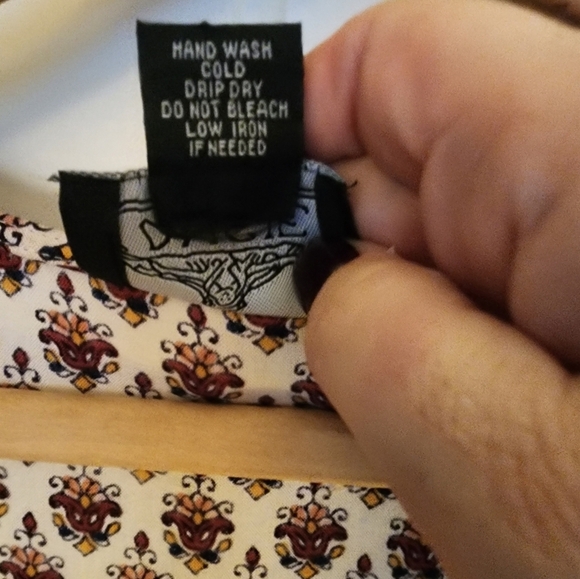 HAND WASH
COLD
DRIP DRY
DO NOT BLEACH
LOW IRON
IF NEEDED